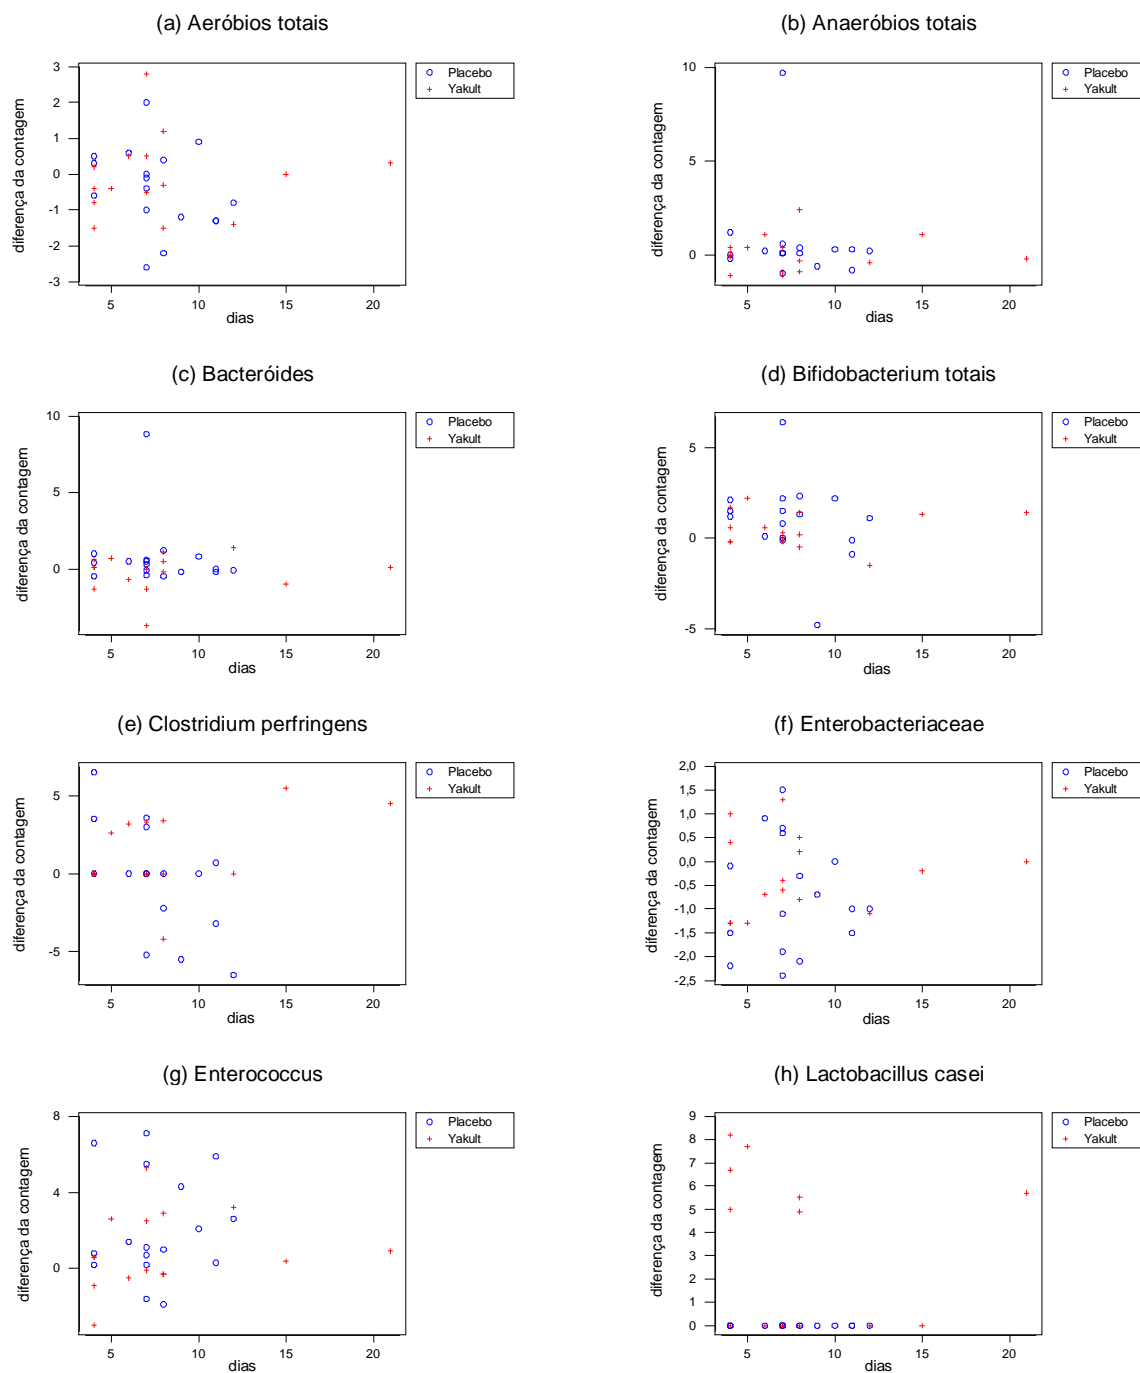 (a) Aeróbios totais
3
2
1
0
-1
-2
-3
5
10
15
20
dias
diferença da contagem
Placebo
Yakult
(b) Anaeróbios totais
10
5
0
5
10
15
20
dias
diferença da contagem
Placebo
Yakult
(c) Bacteróides
10
5
0
5
10
15
20
dias
diferença da contagem
Placebo
Yakult
(d) Bifidobacterium totais
5
0
-5
5
10
15
20
dias
diferença da contagem
Placebo
Yakult
(e) Clostridium perfringens
5
0
-5
5
10
15
20
dias
diferença da contagem
Placebo
Yakult
(f) Enterobacteriaceae
2,0
1,5
1,0
0,5
0,0
-0,5
-1,0
-1,5
-2,0
-2,5
5
10
15
20
dias
diferença da contagem
Placebo
Yakult
(g) Enterococcus
8
4
0
5
10
15
20
dias
diferença da contagem
Placebo
Yakult
(h) Lactobacillus casei
9
8
7
6
5
4
3
2
1
0
5
10
15
20
dias
diferença da contagem
Placebo
Yakult